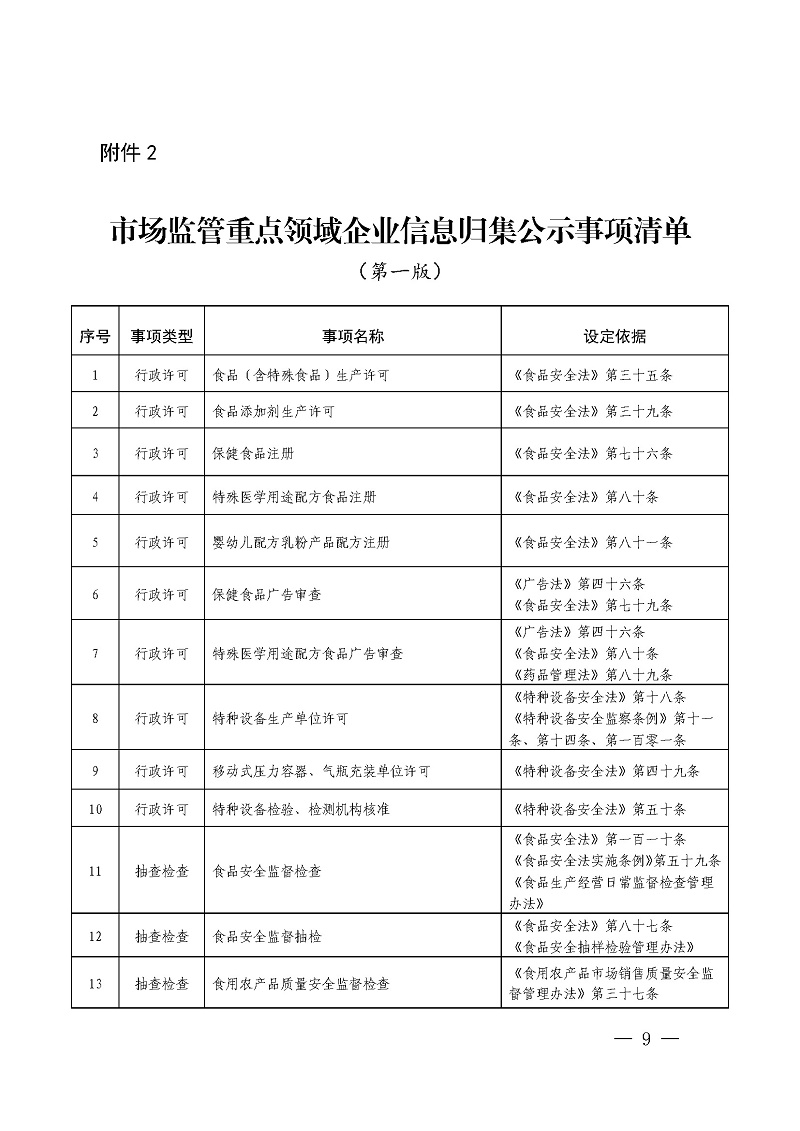 附件 2
市场监管重点领域企业信息归集公示事项清单
（第一版）
序号 事项类型 事项名称 设定依据
1 行政许可 食品（含特殊食品）生产许可 《食品安全法》第三十五条
2 行政许可 食品添加剂生产许可 《食品安全法》第三十九条
3 行政许可 保健食品注册 《食品安全法》第七十六条
4 行政许可 特殊医学用途配方食品注册 《食品安全法》第八十条
5 行政许可 婴幼儿配方乳粉产品配方注册 《食品安全法》第八十一条
6 行政许可 保健食品广告审查 《广告法》第四十六条
《食品安全法》第七十九条
7 行政许可 特殊医学用途配方食品广告审查 《广告法》第四十六条
《食品安全法》第八十条
《药品管理法》第八十九条
8 行政许可 特种设备生产单位许可 《特种设备安全法》第十八条
《特种设备安全监察条例》第十一
条、第十四条、第一百零一条
9 行政许可 移动式压力容器、气瓶充装单位许可 《特种设备安全法》第四十九条
10 行政许可 特种设备检验、检测机构核准 《特种设备安全法》第五十条
11 抽查检查 食品安全监督检查 《食品安全法》第一百一十条
《食品安全法实施条例》第五十九条
《食品生产经营日常监督检查管理
办法》
12 抽查检查 食品安全监督抽检 《食品安全法》第八十七条
《食品安全抽样检验管理办法》
13 抽查检查 食用农产品质量安全监督检查 《食用农产品市场销售质量安全监
督管理办法》第三十七条
— 9 —